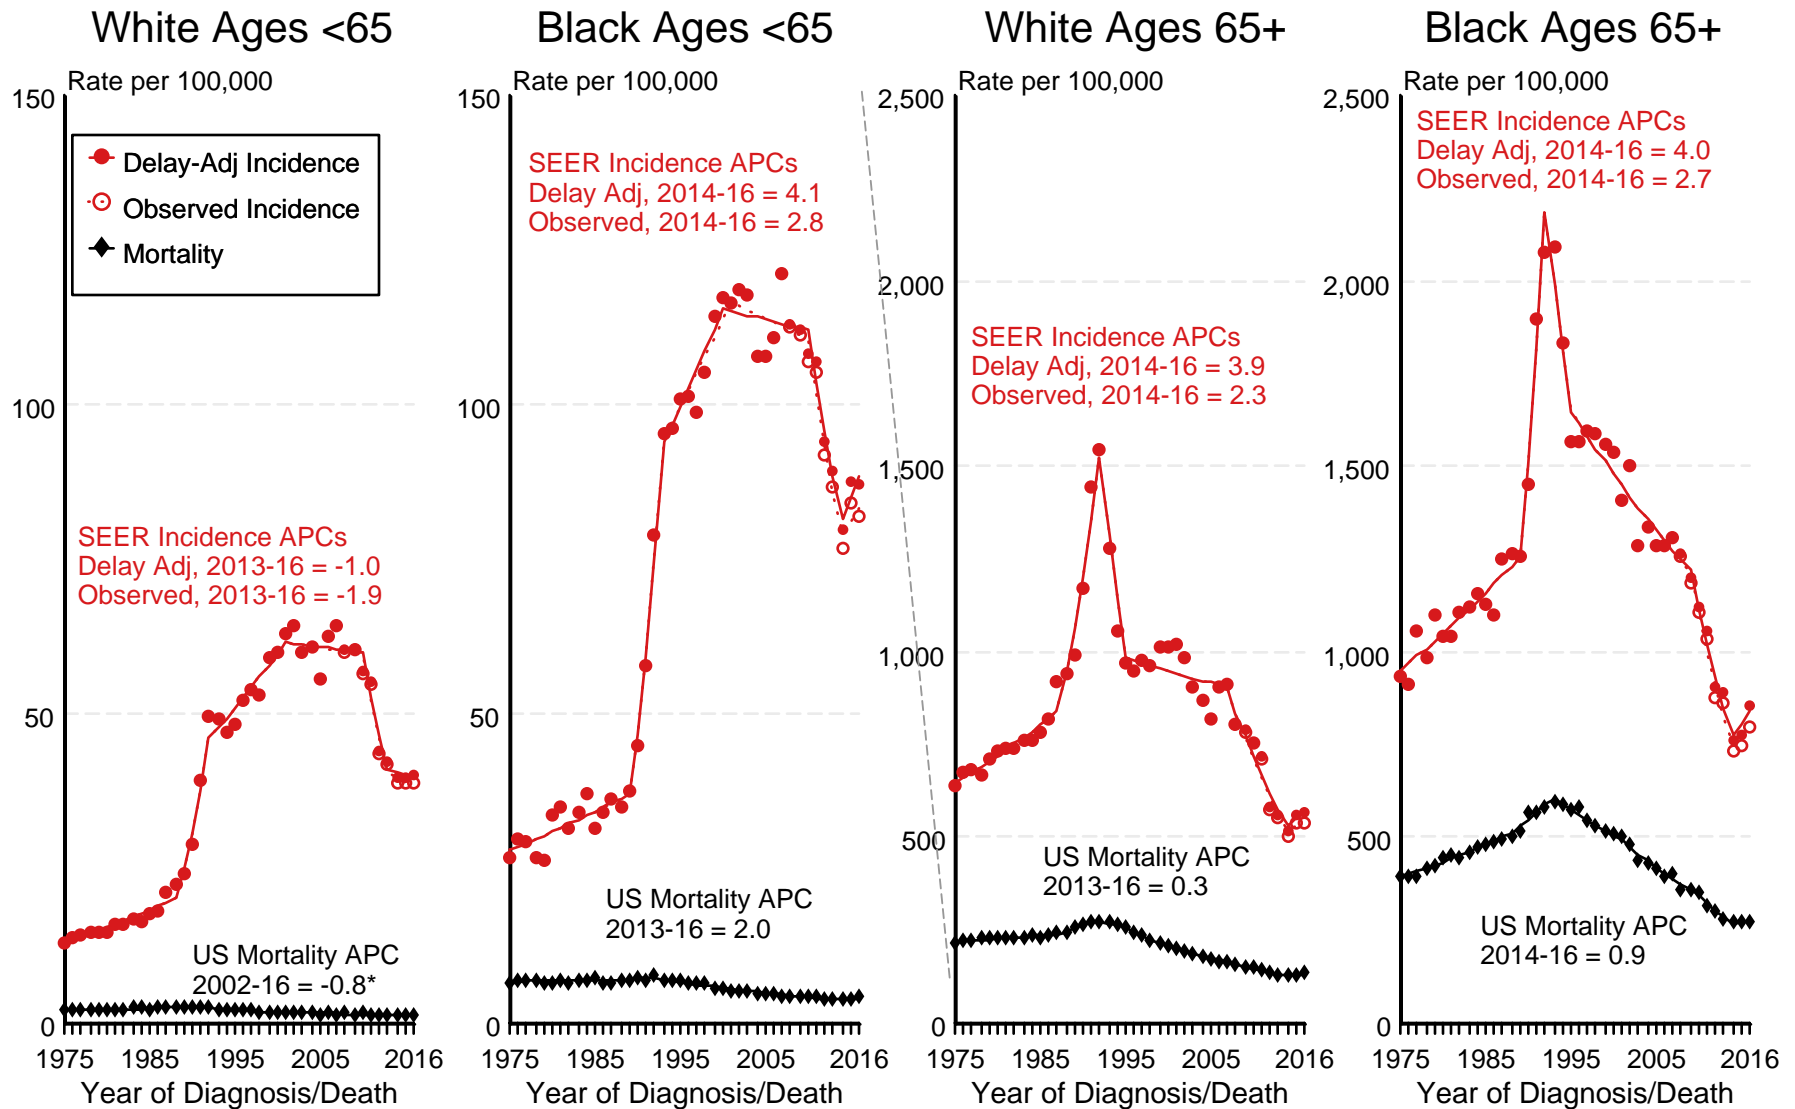 White Ages <65
Black Ages <65
White Ages 65+
Black Ages 65+
Rate per 100,000
Rate per 100,000
Rate per 100,000
Rate per 100,000
150
100
50
0
Delay-Adj Incidence
Observed Incidence
Mortality
SEER Incidence APCs
Delay Adj, 2013-16 = -1.0
Observed, 2013-16 = -1.9
US Mortality APC
2002-16 = -0.8*
1975 1985 1995 2005 2016
Year of Diagnosis/Death
150
100
50
0
SEER Incidence APCs
Delay Adj, 2014-16 = 4.1
Observed, 2014-16 = 2.8
US Mortality APC
2013-16 = 2.0
1975 1985 1995 2005 2016
Year of Diagnosis/Death
2,500
2,000
1,500
1,000
500
0
SEER Incidence APCs
Delay Adj, 2014-16 = 3.9
Observed, 2014-16 = 2.3
US Mortality APC
2013-16 = 0.3
1975 1985 1995 2005 2016
Year of Diagnosis/Death
2,500
2,000
1,500
1,000
500
0
SEER Incidence APCs
Delay Adj, 2014-16 = 4.0
Observed, 2014-16 = 2.7
US Mortality APC
2014-16 = 0.9
1975 1985 1995 2005 2016
Year of Diagnosis/Death